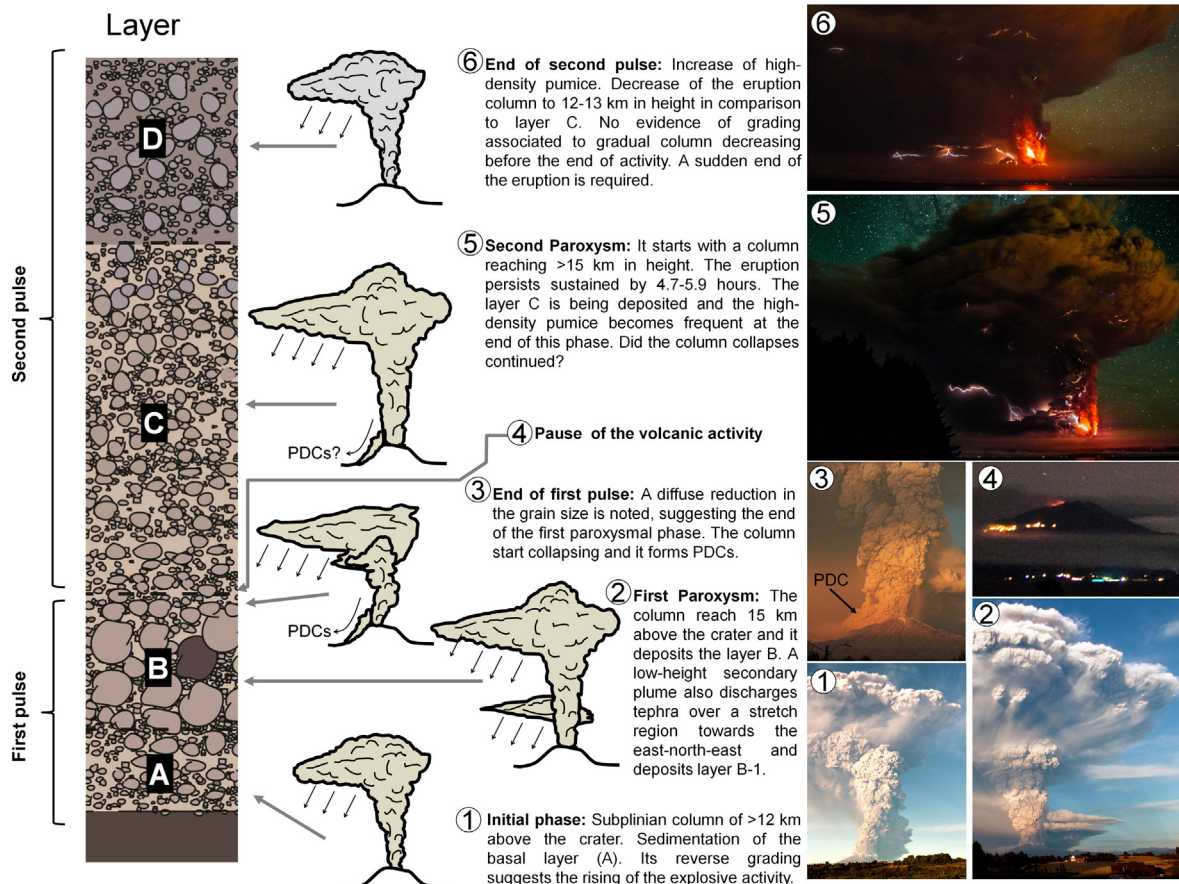 Layer
Second pulse
First pulse
D
C
B
A
⑥ End of second pulse: Increase of high-
density pumice. Decrease of the eruption
column to 12-13 km in height in comparison
to layer C. No evidence of grading
associated to gradual column decreasing
before the end of activity. A sudden end of
the eruption is required.
⑤ Second Paroxysm: It starts with a column
reaching >15 km in height. The eruption
persists sustained by 4.7-5.9 hours. The
layer C is being deposited and the high-
density pumice becomes frequent at the
end of this phase. Did the column collapses
continued?
PDCs?
④ Pause of the volcanic activity
③ End of first pulse: A diffuse reduction in
the grain size is noted, suggesting the end
of the first paroxysmal phase. The column
start collapsing and it forms PDCs.
PDCs
② First Paroxysm: The
column reach 15 km
above the crater and it
deposits the layer B. A
low-height secondary
plume also discharges
tephra over a stretch
region towards the
east-north-east and
deposits layer B-1.
① Initial phase: Subplinian column of >12 km
above the crater. Sedimentation of the
basal layer (A). Its reverse grading
suggests the rising of the explosive activity.
⑥
⑤
③
PDC
④
①
②